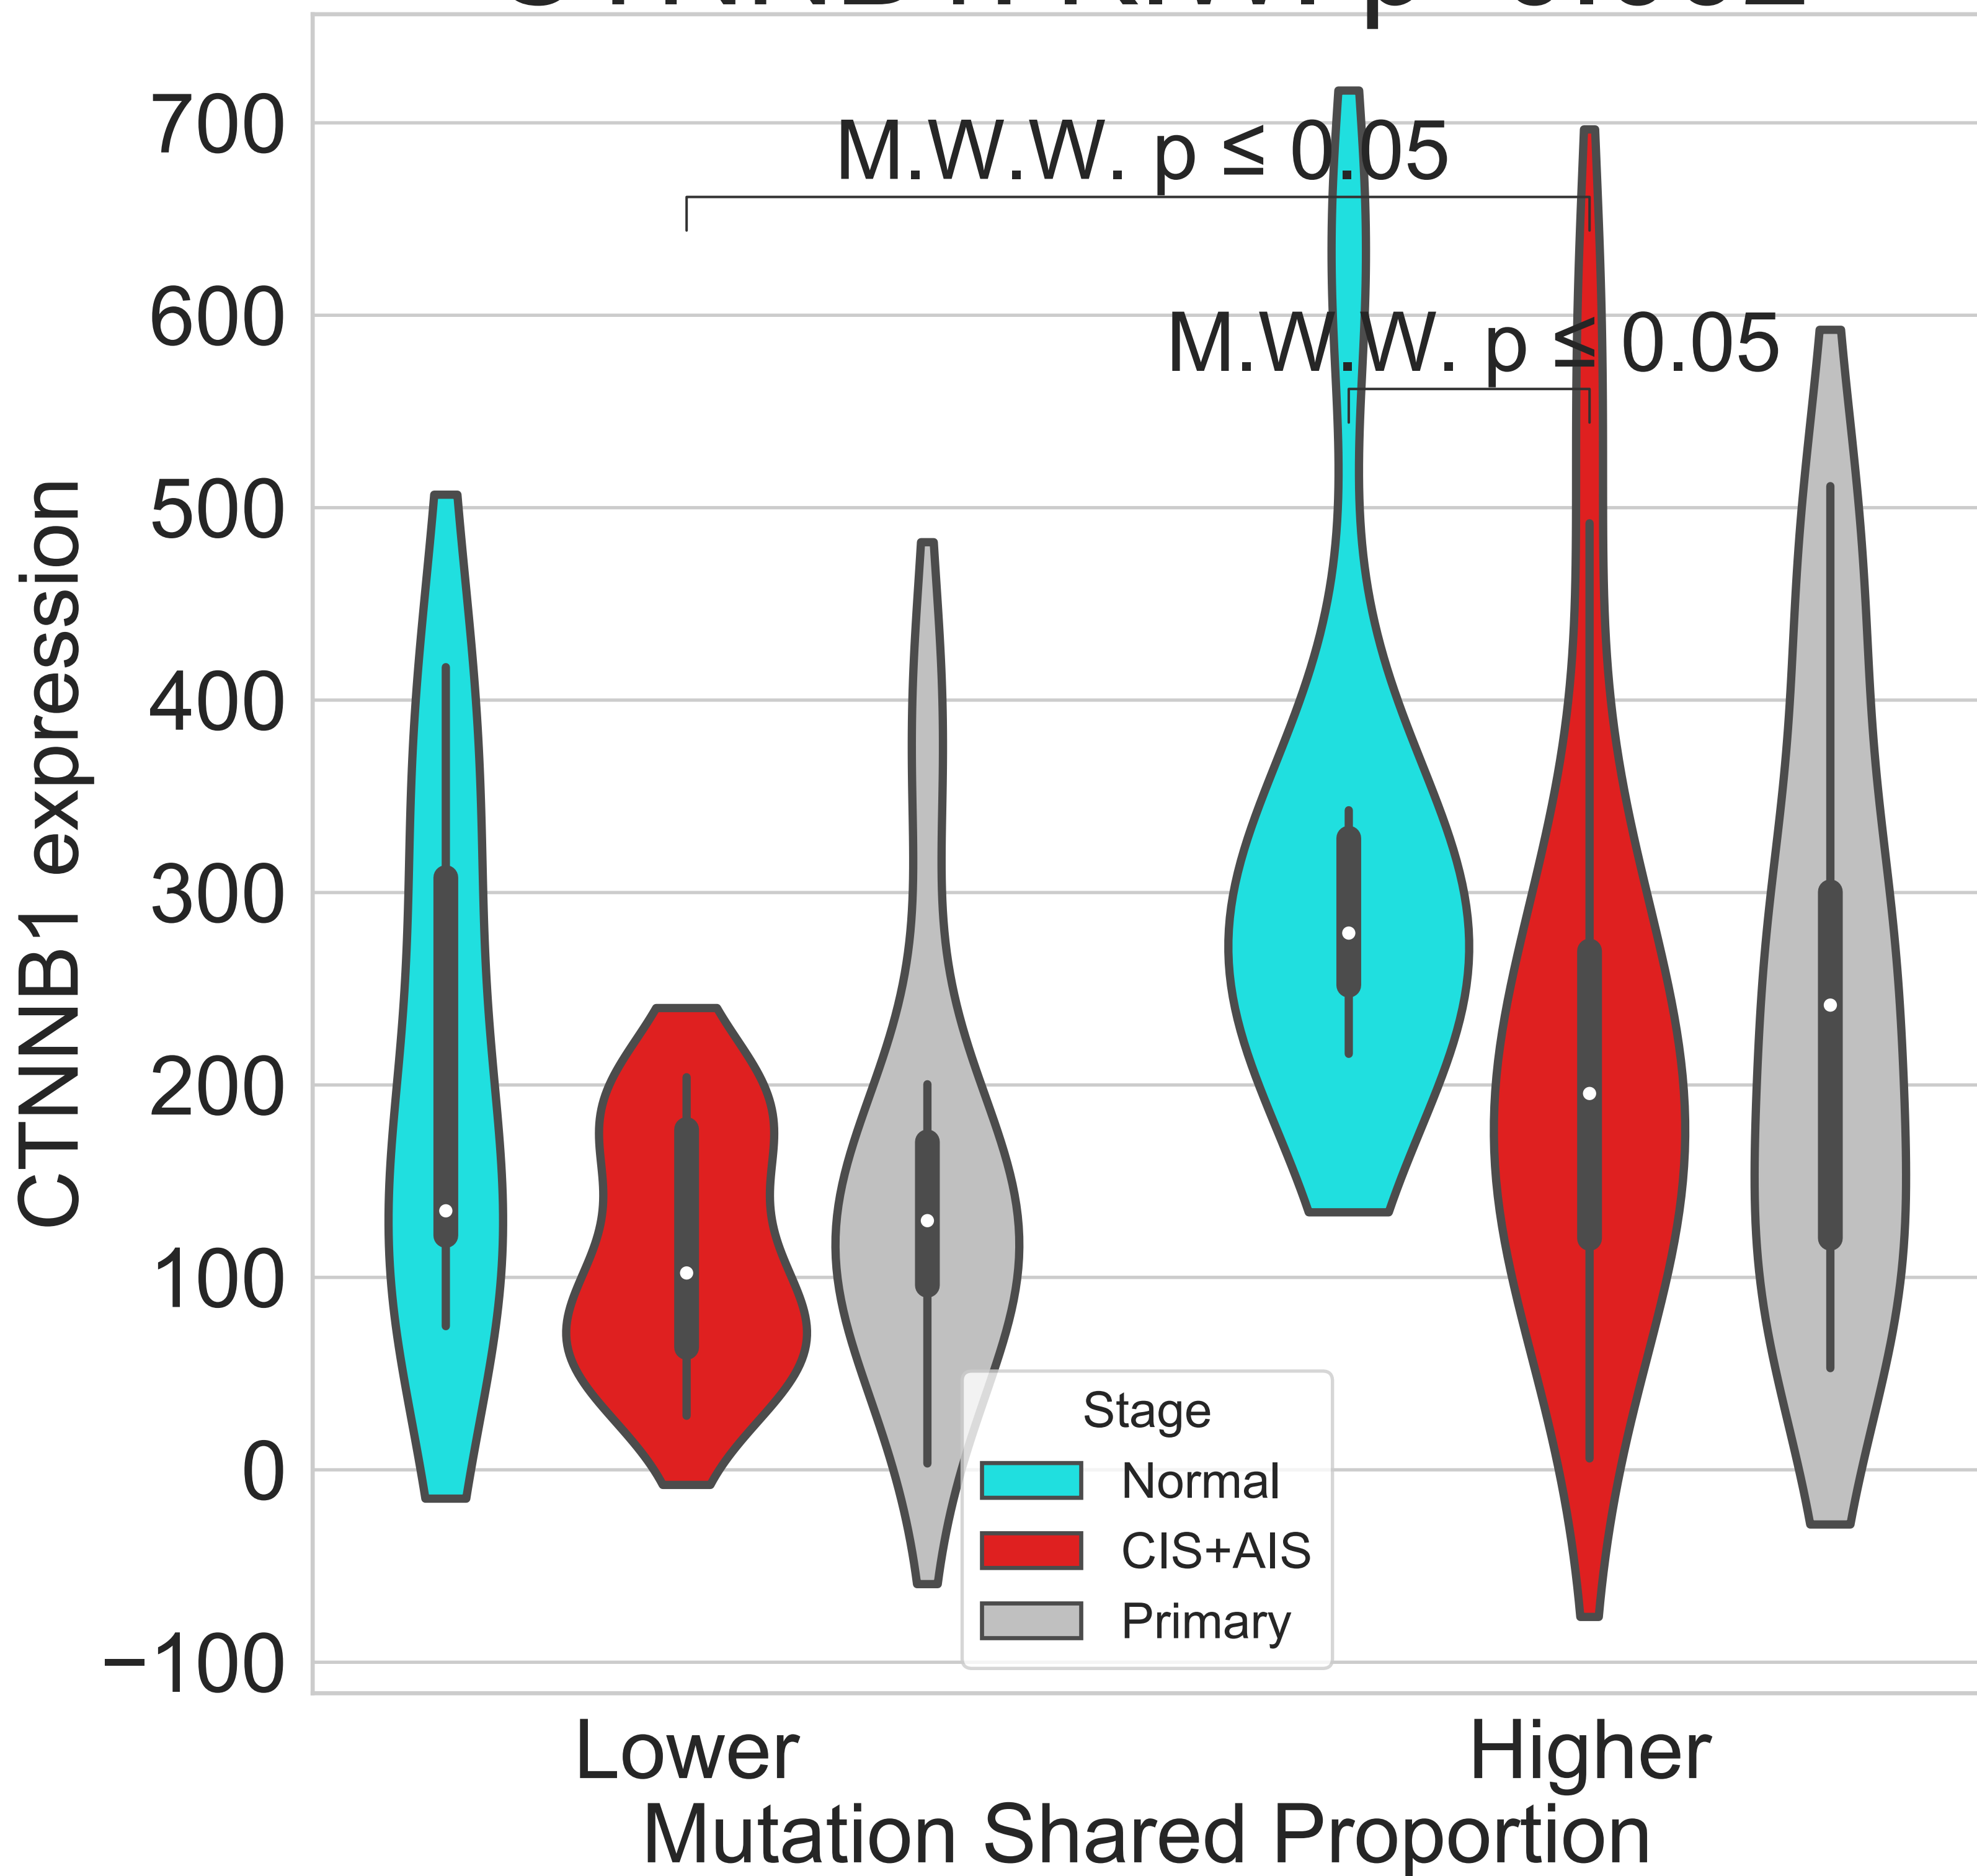 700
600
500
400
300
200
100
0
−100
CTNNB1 expression
M.W.W. p ≤ 0.05
M.W.W. p ≤ 0.05
Stage
Normal
CIS+AIS
Primary
Lower
Higher
Mutation Shared Proportion